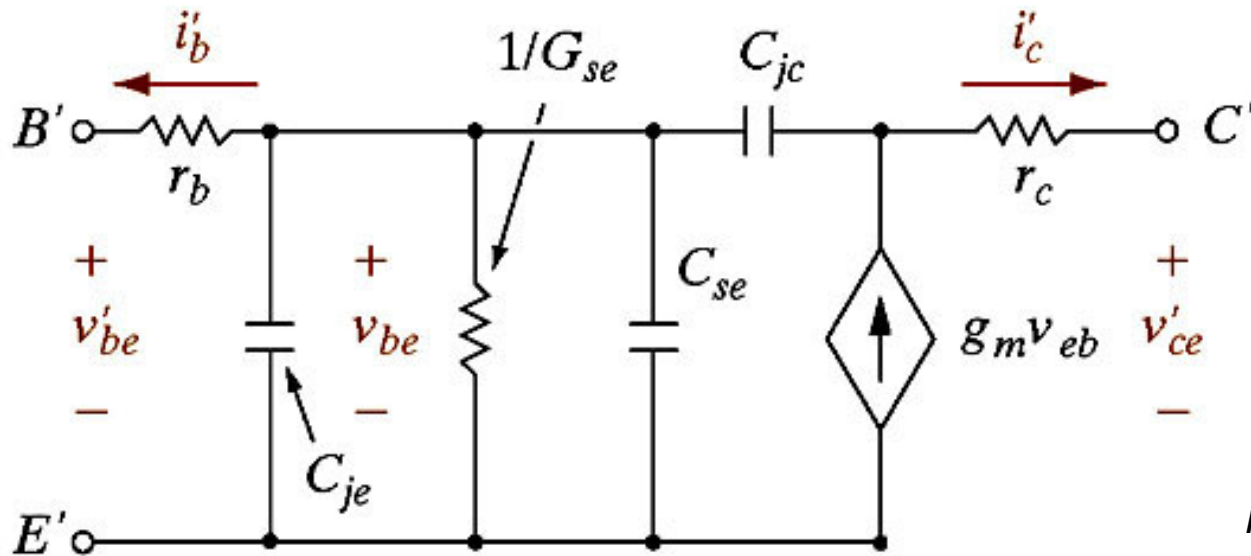 i'b
i'c
1/Gse
Cjc
B'
C'
rb
rc
+
+
+
Cse
v'be
vbe
gmveb
v'ce
−
−
−
Cje
E'